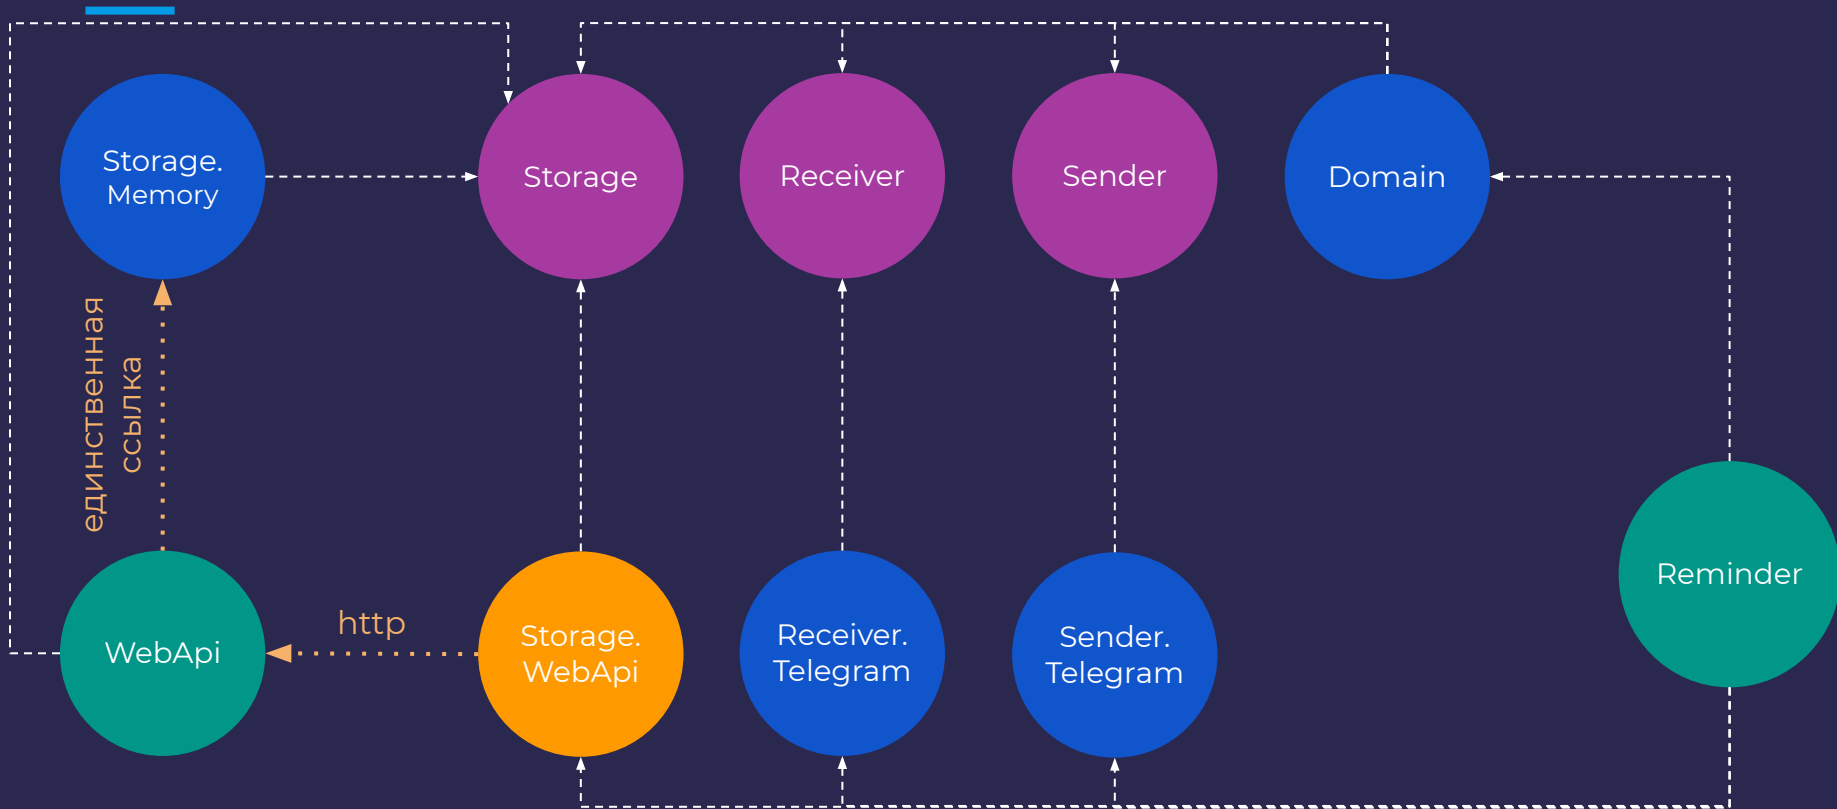 Storage.
Memory
Storage
Receiver
Sender
Domain
единственная
ссылка
http
WebApi
Storage.
WebApi
Receiver.
Telegram
Sender.
Telegram
Reminder